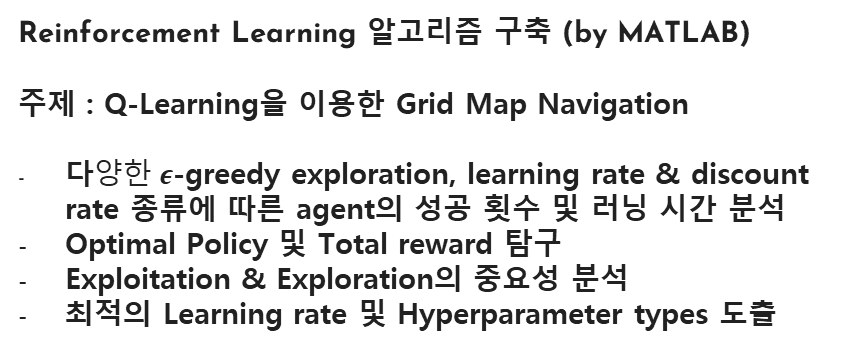 Reinforcement Learning 알고리즘 구축 (by MATLAB)
주제 : Q-Learning을 이용한 Grid Map Navigation
- 다양한 ϵ-greedy exploration, learning rate & discount
rate 종류에 따른 agent의 성공 횟수 및 러닝 시간 분석
- Optimal Policy 및 Total reward 탐구
- Exploitation & Exploration의 중요성 분석
- 최적의 Learning rate 및 Hyperparameter types 도출